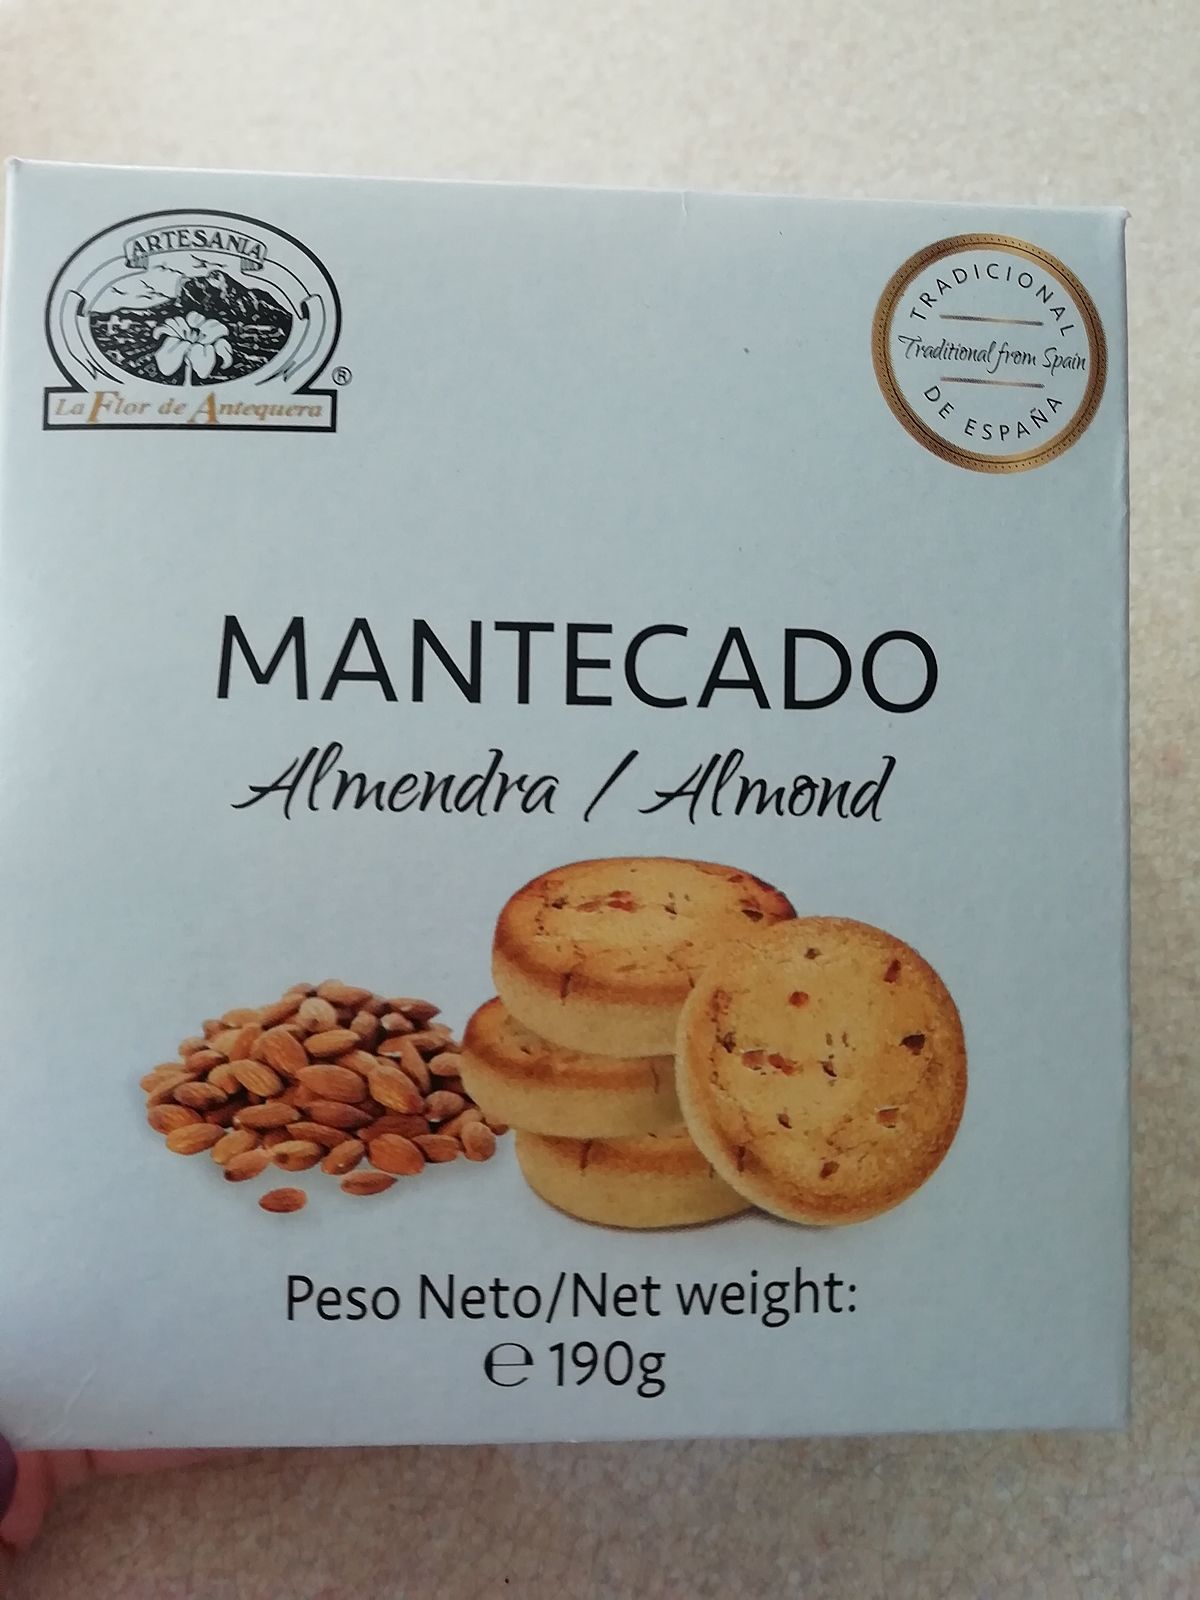 ARTESANIA
La Flor de Antequera
®
TRADICIONAL
Traditional from Spain
DE ESPAÑA
MANTECADO
Almendra / Almond
Peso Neto/Net weight:
℮ 190g